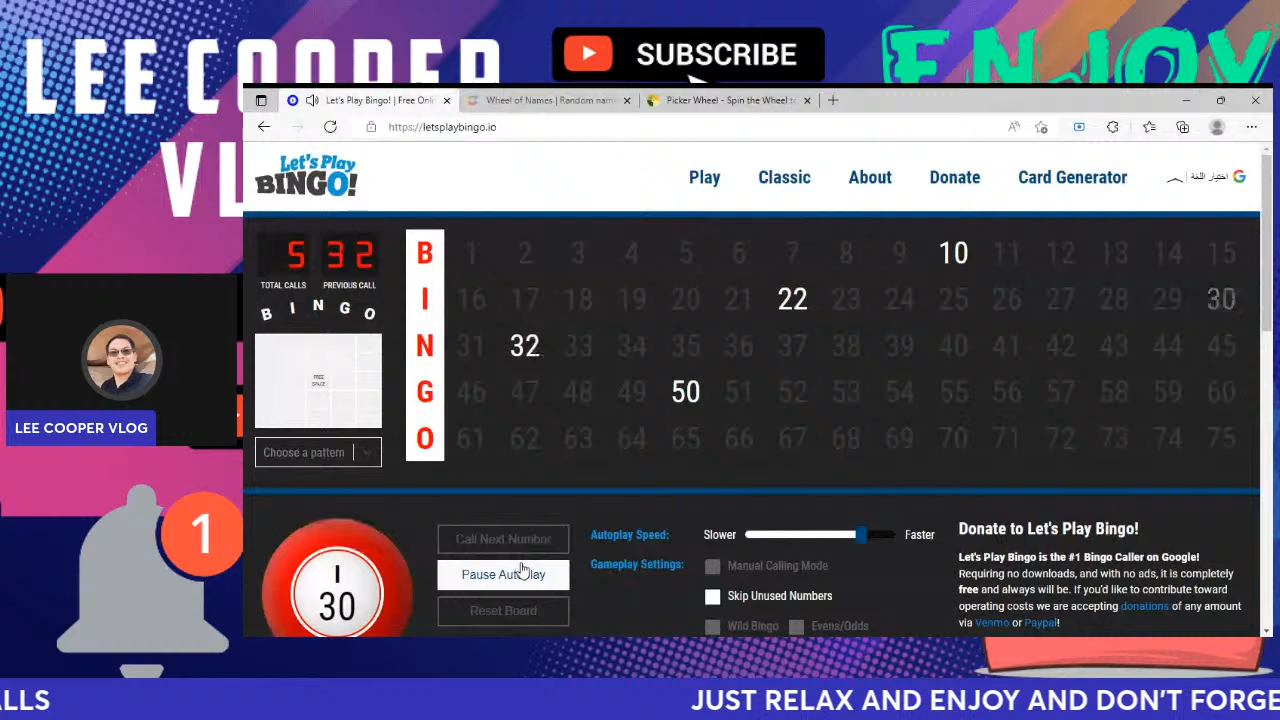 LEE COOPER
VL
SUBSCRIBE
ENJOY
Let's Play Bingo! | Free Onli
Wheel of Names | Random name
Picker Wheel - Spin the Wheel to
https://letsplaybingo.io
Let's Play
BINGO!
Play
Classic
About
Donate
Card Generator
اختيار اللغة
5
32
TOTAL CALLS
PREVIOUS CALL
B I N G O
FREE
SPACE
Choose a pattern
B 1 2 3 4 5 6 7 8 9 10 11 12 13 14 15
I 16 17 18 19 20 21 22 23 24 25 26 27 28 29 30
N 31 32 33 34 35 36 37 38 39 40 41 42 43 44 45
G 46 47 48 49 50 51 52 53 54 55 56 57 58 59 60
O 61 62 63 64 65 66 67 68 69 70 71 72 73 74 75
LEE COOPER VLOG
1
I
30
Call Next Number
Pause Autoplay
Reset Board
Autoplay Speed:
Slower
Faster
Gameplay Settings:
Manual Calling Mode
Skip Unused Numbers
Wild Bingo
Evens/Odds
Donate to Let's Play Bingo!
Let's Play Bingo is the #1 Bingo Caller on Google!
Requiring no downloads, and with no ads, it is completely
free and always will be. If you'd like to contribute toward
operating costs we are accepting donations of any amount
via Venmo or Paypal!
ALLS
JUST RELAX AND ENJOY AND DON'T FORGE